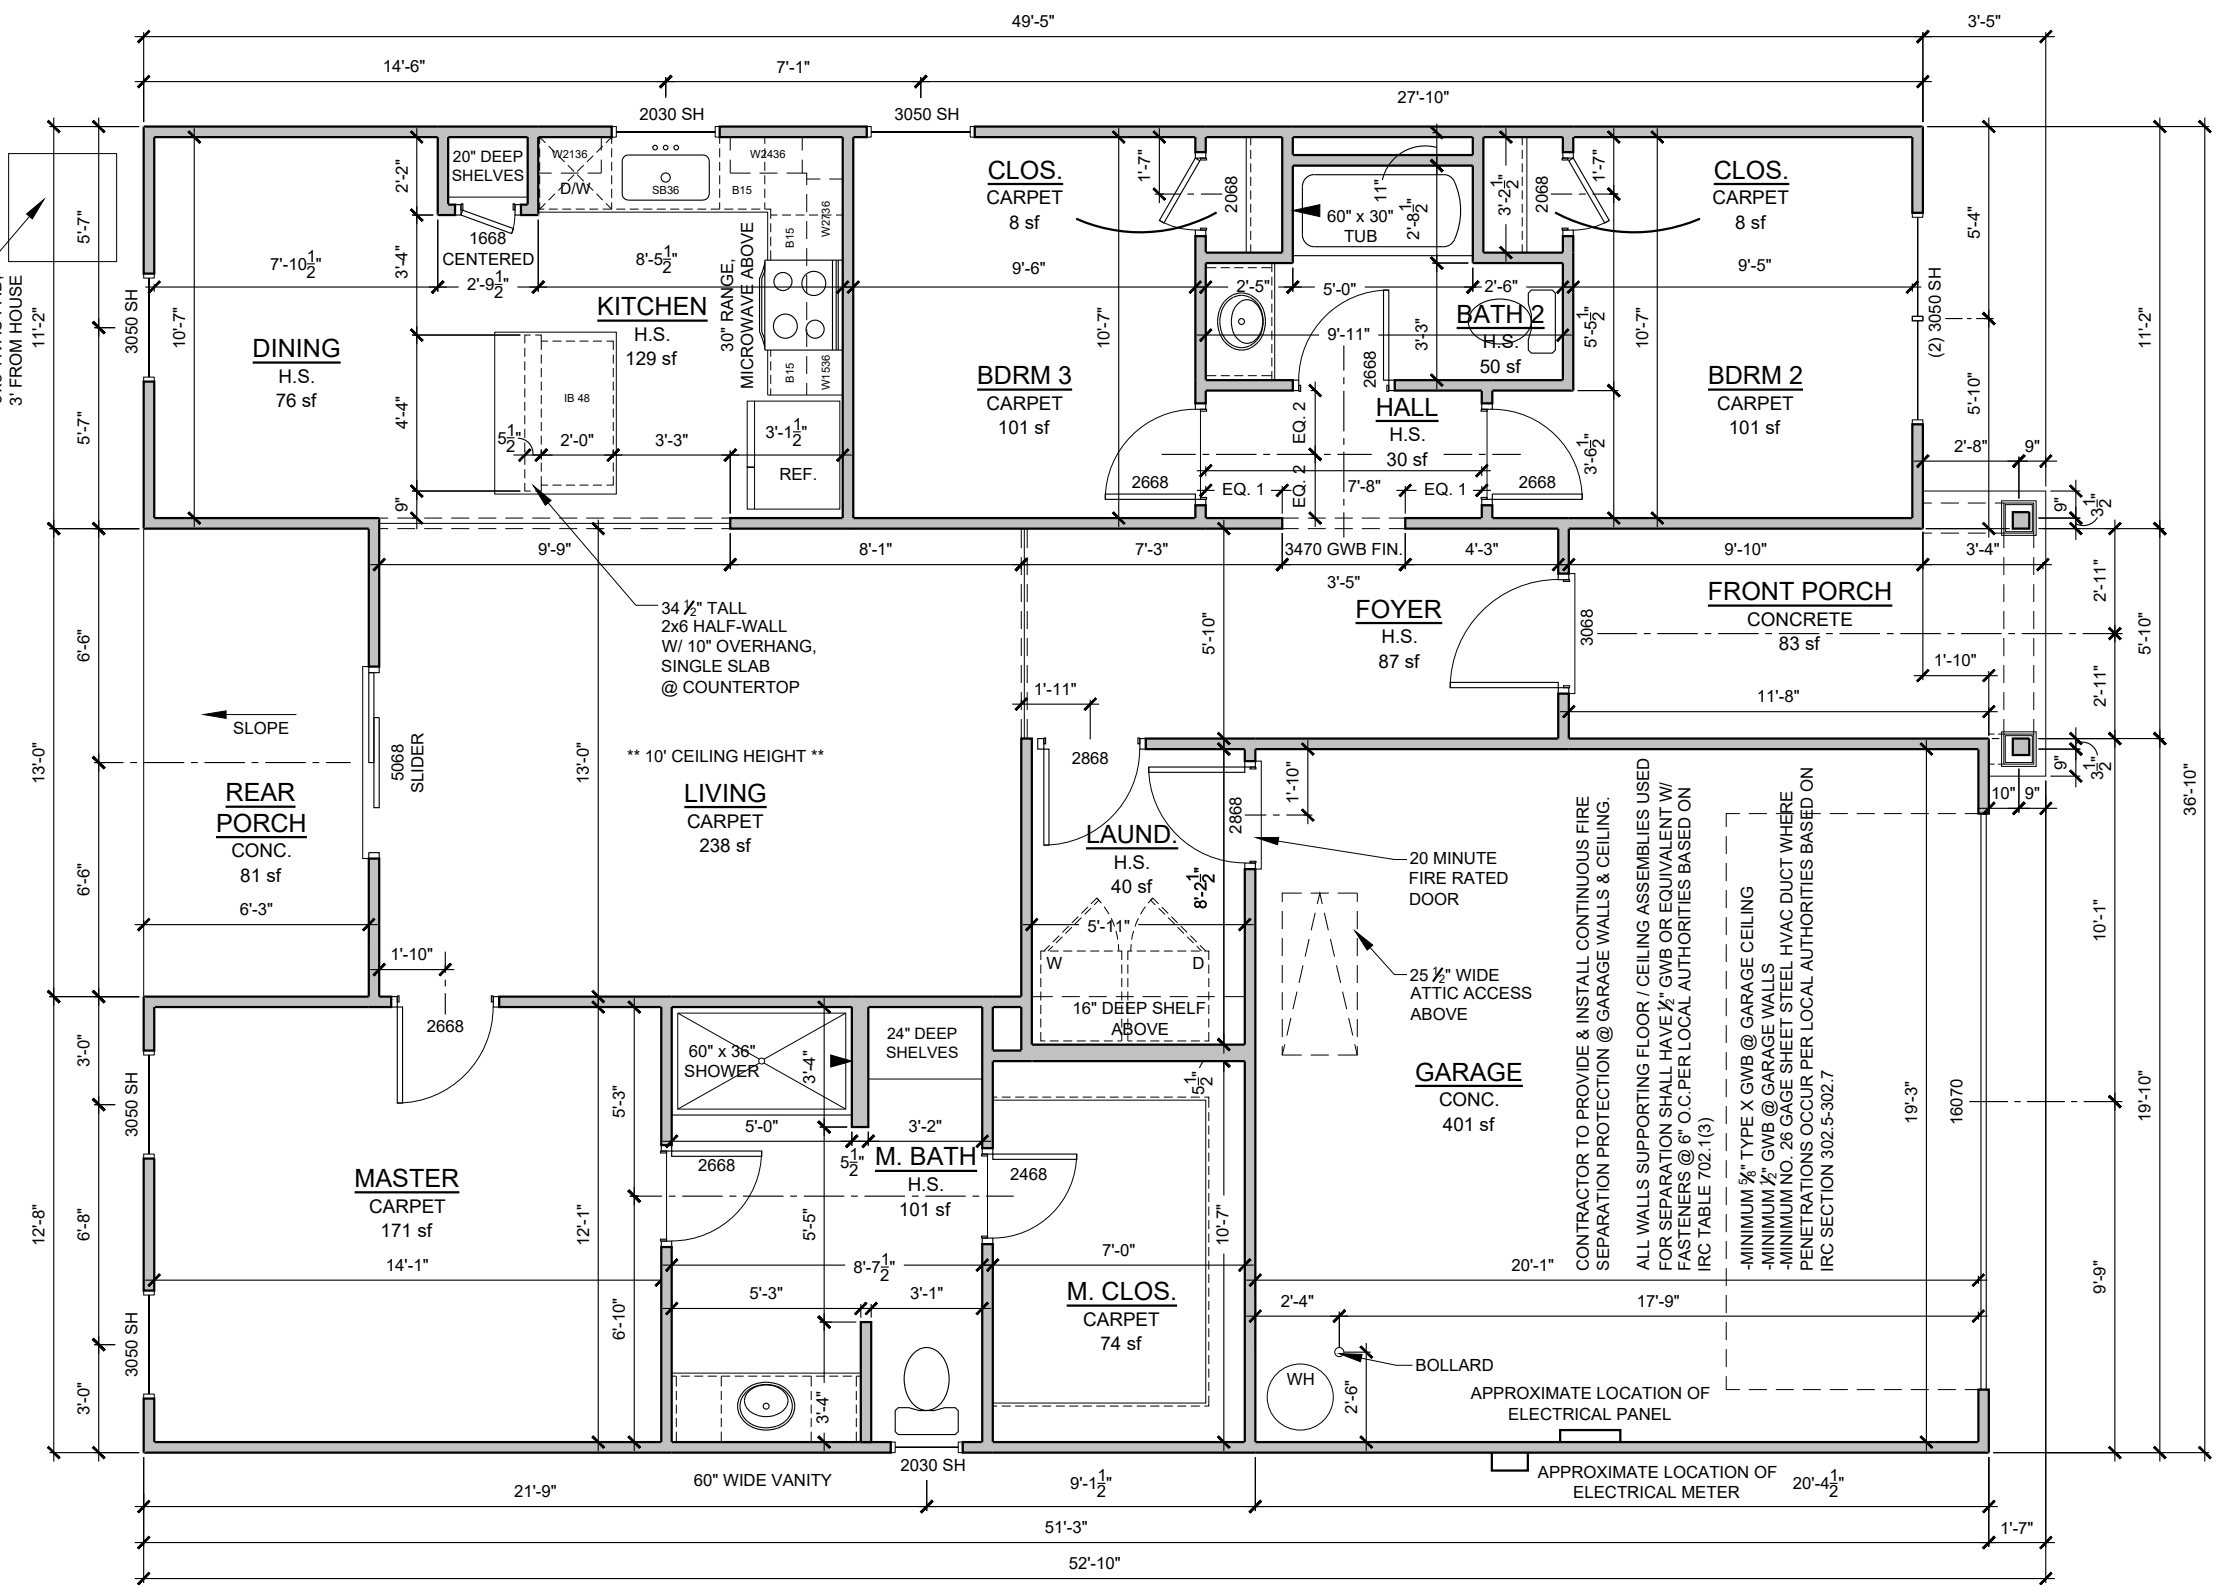 49'-5"
3'-5"
14'-6"
7'-1"
27'-10"
2030 SH
3050 SH
20" DEEP
SHELVES
1668
CENTERED
2'-2"
3'-4"
4'-4"
9"
W2136
D/W
SB36
W2436
B15
W2736
B15
30" RANGE,
MICROWAVE ABOVE
B15
W1536
7'-10½"
2'-9½"
8'-5½"
KITCHEN
H.S.
129 sf
DINING
H.S.
76 sf
10'-7"
IB 48
5½"
2'-0"
3'-3"
3'-1½"
REF.
3' FROM HOUSE
11'-2"
5'-7"
5'-7"
3050 SH
CLOS.
CARPET
8 sf
1'-7"
2068
9'-6"
10'-7"
BDRM 3
CARPET
101 sf
2668
11"
60" x 30"
TUB
2'-8½"
3'-2½"
2'-5"
5'-0"
2'-6"
9'-11"
3'-3"
BATH 2
H.S.
50 sf
2668
5'-5½"
HALL
H.S.
30 sf
EQ. 2
EQ. 2
EQ. 1
7'-8"
EQ. 1
3'-6½"
2668
2068
1'-7"
CLOS.
CARPET
8 sf
9'-5"
10'-7"
BDRM 2
CARPET
101 sf
(2) 3050 SH
5'-4"
5'-10"
11'-2"
2'-8"
9"
9"
3½"
9'-9"
8'-1"
7'-3"
3470 GWB FIN.
3'-5"
4'-3"
9'-10"
3'-4"
34 ½" TALL
2x6 HALF-WALL
W/ 10" OVERHANG,
SINGLE SLAB
@ COUNTERTOP
FOYER
H.S.
87 sf
5'-10"
3068
FRONT PORCH
CONCRETE
83 sf
1'-10"
11'-8"
2'-11"
2'-11"
5'-10"
9"
3½"
10"
9"
36'-10"
13'-0"
6'-6"
6'-6"
SLOPE
REAR
PORCH
CONC.
81 sf
6'-3"
5068
SLIDER
13'-0"
** 10' CEILING HEIGHT **
LIVING
CARPET
238 sf
1'-11"
2868
2868
LAUND.
H.S.
40 sf
8'-2½"
5'-11"
W
D
16" DEEP SHELF
ABOVE
1'-10"
20 MINUTE
FIRE RATED
DOOR
25 ½" WIDE
ATTIC ACCESS
ABOVE
GARAGE
CONC.
401 sf
CONTRACTOR TO PROVIDE & INSTALL CONTINUOUS FIRE
SEPARATION PROTECTION @ GARAGE WALLS & CEILING.
ALL WALLS SUPPORTING FLOOR / CEILING ASSEMBLIES USED
FOR SEPARATION SHALL HAVE ½" GWB OR EQUIVALENT W/
FASTENERS @ 6" O.C.PER LOCAL AUTHORITIES BASED ON
IRC TABLE 702.1(3)
-MINIMUM ⅝" TYPE X GWB @ GARAGE CEILING
-MINIMUM ½" GWB @ GARAGE WALLS
-MINIMUM NO. 26 GAGE SHEET STEEL HVAC DUCT WHERE
PENETRATIONS OCCUR PER LOCAL AUTHORITIES BASED ON
IRC SECTION 302.5-302.7
19'-3"
16070
10'-1"
9'-9"
19'-10"
1'-10"
2668
12'-8"
3'-0"
6'-8"
3'-0"
3050 SH
3050 SH
MASTER
CARPET
171 sf
14'-1"
12'-1"
5'-3"
6'-10"
60" x 36"
SHOWER
3'-4"
24" DEEP
SHELVES
5'-0"
5½"
3'-2"
2668
M. BATH
H.S.
101 sf
2468
5'-5"
8'-7½"
5'-3"
3'-1"
3'-4"
5½"
10'-7"
7'-0"
M. CLOS.
CARPET
74 sf
20'-1"
2'-4"
17'-9"
WH
BOLLARD
2'-6"
APPROXIMATE LOCATION OF
ELECTRICAL PANEL
60" WIDE VANITY
2030 SH
APPROXIMATE LOCATION OF
ELECTRICAL METER
21'-9"
9'-1½"
20'-4½"
51'-3"
1'-7"
52'-10"